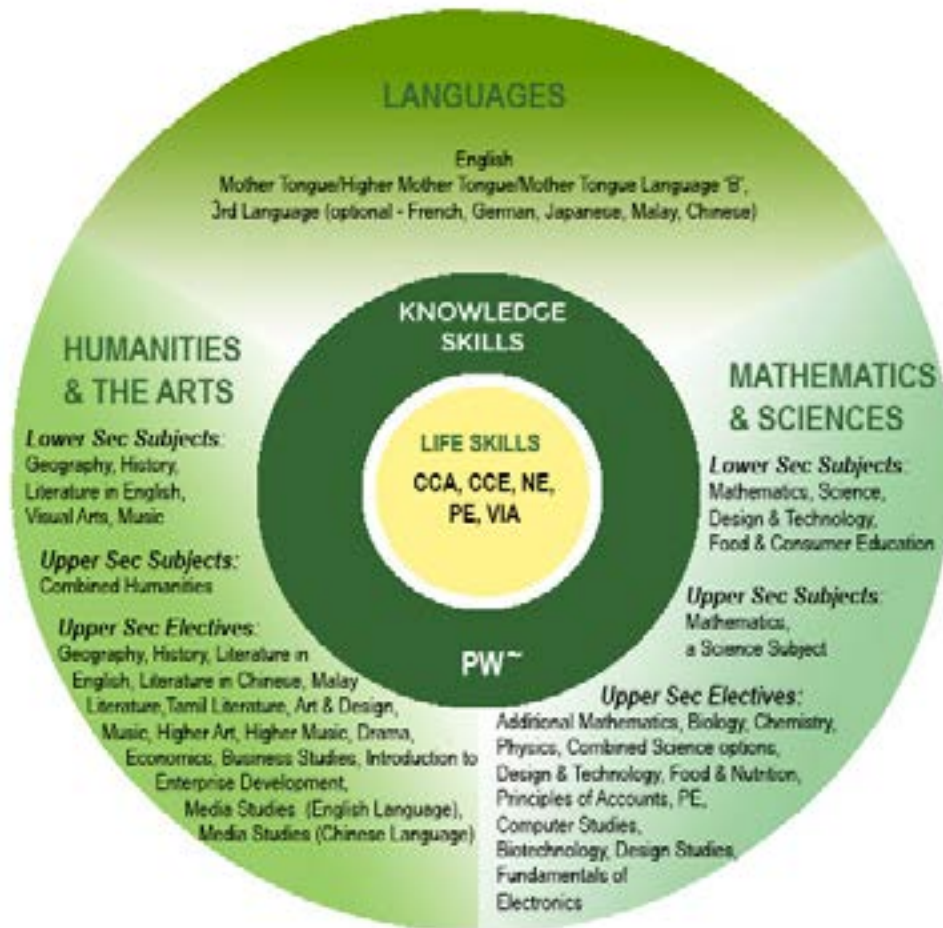 LANGUAGES
English
Mother Tongue/Higher Mother Tongue/Mother Tongue Language 'B',
3rd Language (optional - French, German, Japanese, Malay, Chinese)
KNOWLEDGE
SKILLS
LIFE SKILLS
CCA, CCE, NE,
PE, VIA
PW~
HUMANITIES
& THE ARTS
Lower Sec Subjects:
Geography, History,
Literature in English,
Visual Arts, Music
Upper Sec Subjects:
Combined Humanities
Upper Sec Electives:
Geography, History, Literature in
English, Literature in Chinese, Malay
Literature, Tamil Literature, Art & Design,
Music, Higher Art, Higher Music, Drama,
Economics, Business Studies, Introduction to
Enterprise Development,
Media Studies (English Language),
Media Studies (Chinese Language)
MATHEMATICS
& SCIENCES
Lower Sec Subjects:
Mathematics, Science,
Design & Technology,
Food & Consumer Education
Upper Sec Subjects:
Mathematics,
a Science Subject
Upper Sec Electives:
Additional Mathematics, Biology, Chemistry,
Physics, Combined Science options,
Design & Technology, Food & Nutrition,
Principles of Accounts, PE,
Computer Studies,
Biotechnology, Design Studies,
Fundamentals of
Electronics